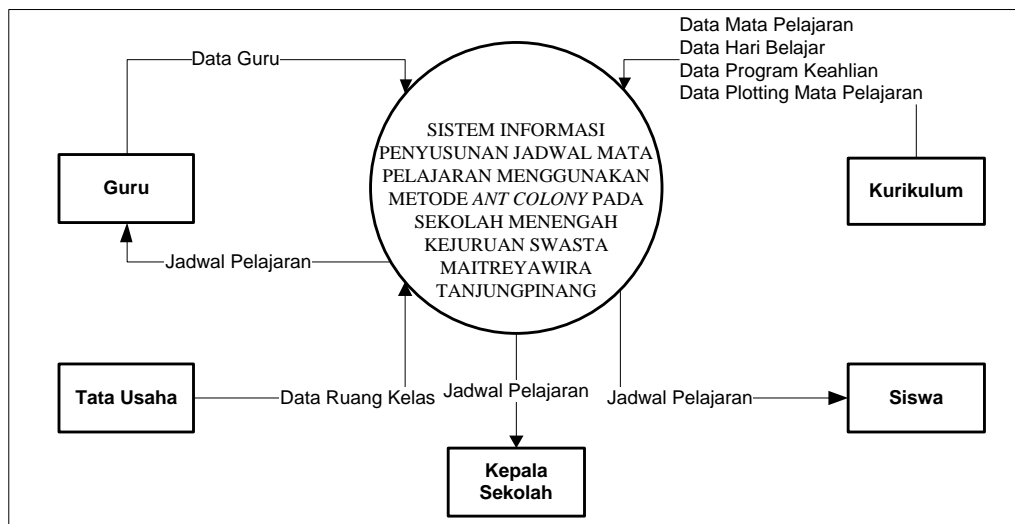 Data Mata Pelajaran
Data Hari Belajar
Data Program Keahlian
Data Plotting Mata Pelajaran
Data Guru
SISTEM INFORMASI
PENYUSUNAN JADWAL MATA
PELAJARAN MENGGUNAKAN
METODE ANT COLONY PADA
SEKOLAH MENENGAH
KEJURUAN SWASTA
MAITREYAWIRA
TANJUNGPINANG
Guru
Kurikulum
Jadwal Pelajaran
Tata Usaha
Data Ruang Kelas
Jadwal Pelajaran
Jadwal Pelajaran
Siswa
Kepala
Sekolah